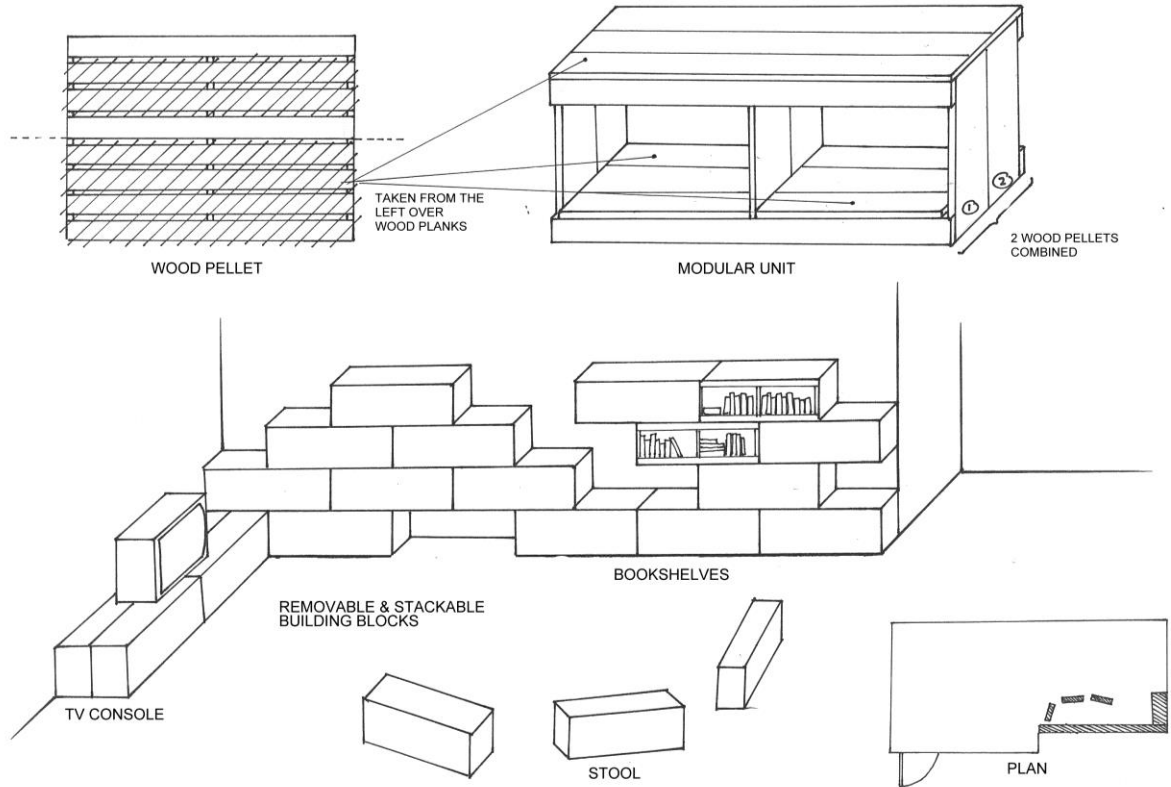 TAKEN FROM THE
LEFT OVER
WOOD PLANKS
WOOD PELLET
MODULAR UNIT
1
2
2 WOOD PELLETS
COMBINED
BOOKSHELVES
REMOVABLE & STACKABLE
BUILDING BLOCKS
TV CONSOLE
STOOL
PLAN